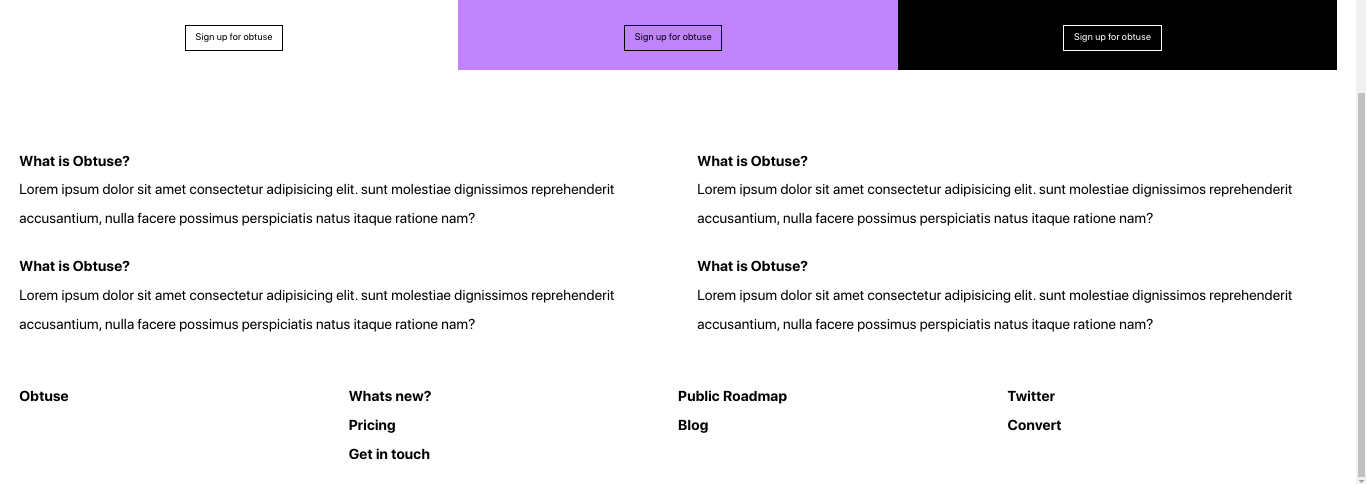 Sign up for obtuse
Sign up for obtuse
Sign up for obtuse
What is Obtuse?
Lorem ipsum dolor sit amet consectetur adipisicing elit. sunt molestiae dignissimos reprehenderit
accusantium, nulla facere possimus perspiciatis natus itaque ratione nam?
What is Obtuse?
Lorem ipsum dolor sit amet consectetur adipisicing elit. sunt molestiae dignissimos reprehenderit
accusantium, nulla facere possimus perspiciatis natus itaque ratione nam?
What is Obtuse?
Lorem ipsum dolor sit amet consectetur adipisicing elit. sunt molestiae dignissimos reprehenderit
accusantium, nulla facere possimus perspiciatis natus itaque ratione nam?
What is Obtuse?
Lorem ipsum dolor sit amet consectetur adipisicing elit. sunt molestiae dignissimos reprehenderit
accusantium, nulla facere possimus perspiciatis natus itaque ratione nam?
Obtuse
Whats new?
Pricing
Get in touch
Public Roadmap
Blog
Twitter
Convert